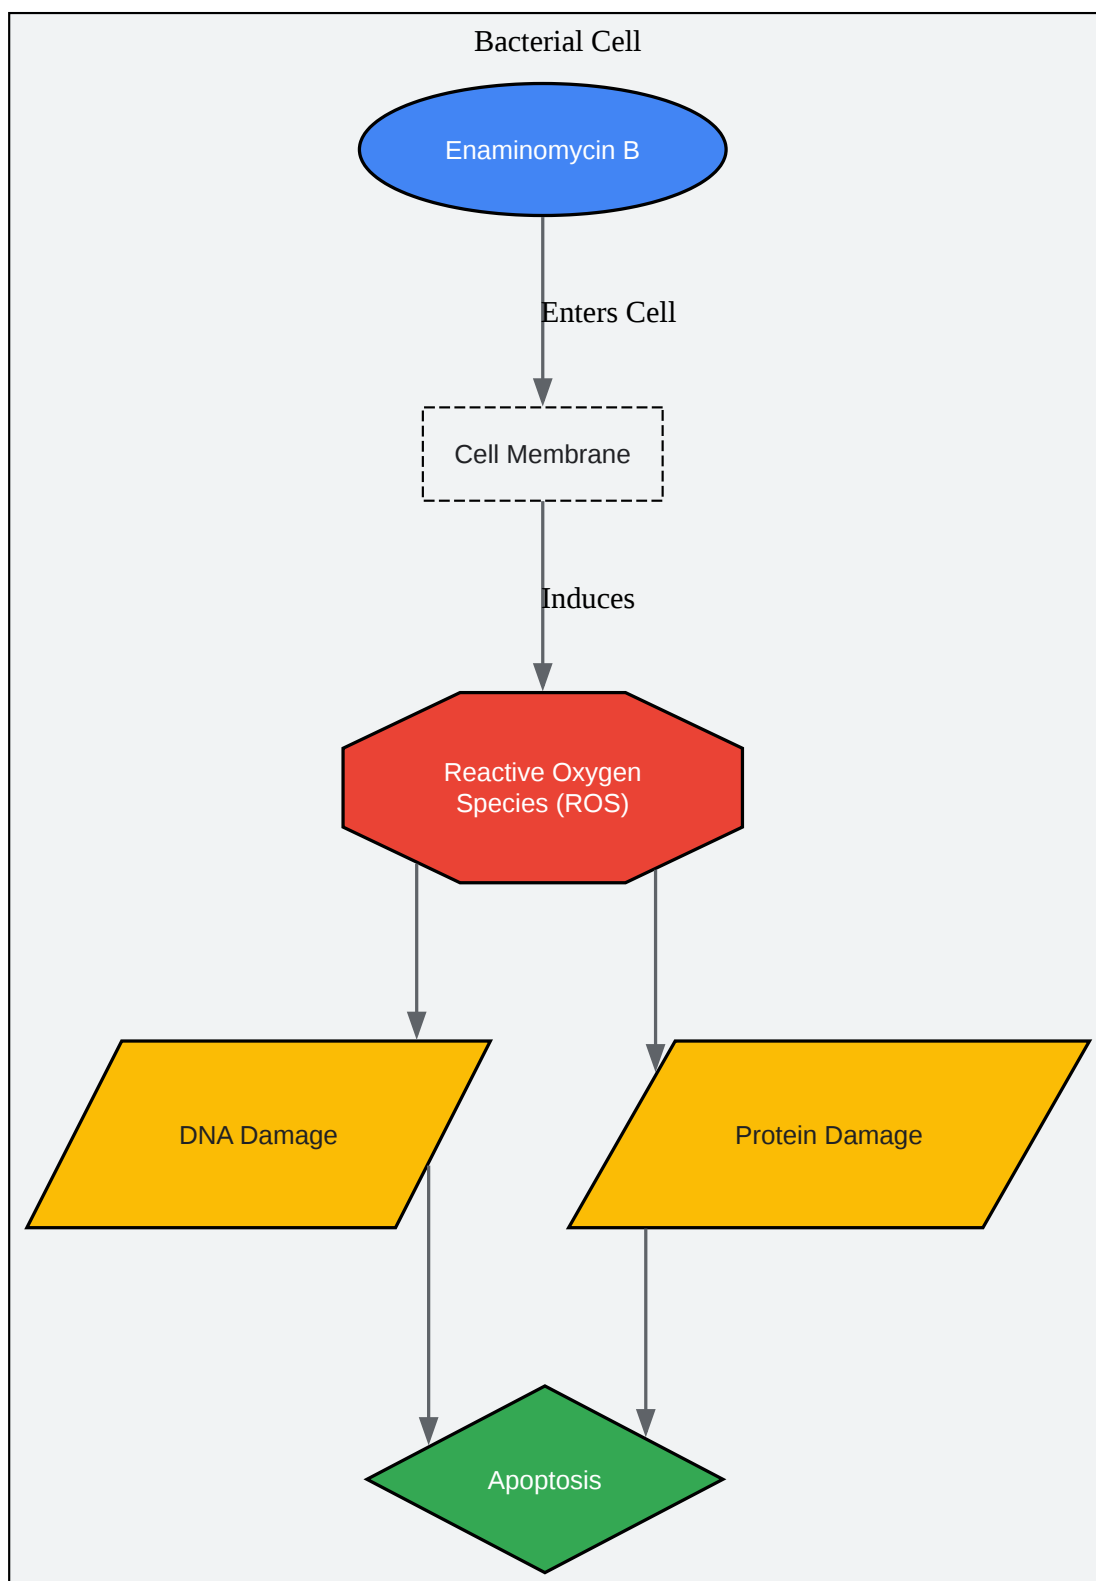 Bacterial Cell
Enaminomycin B
Enters Cell
Cell Membrane
Induces
Reactive Oxygen
Species (ROS)
DNA Damage
Protein Damage
Apoptosis